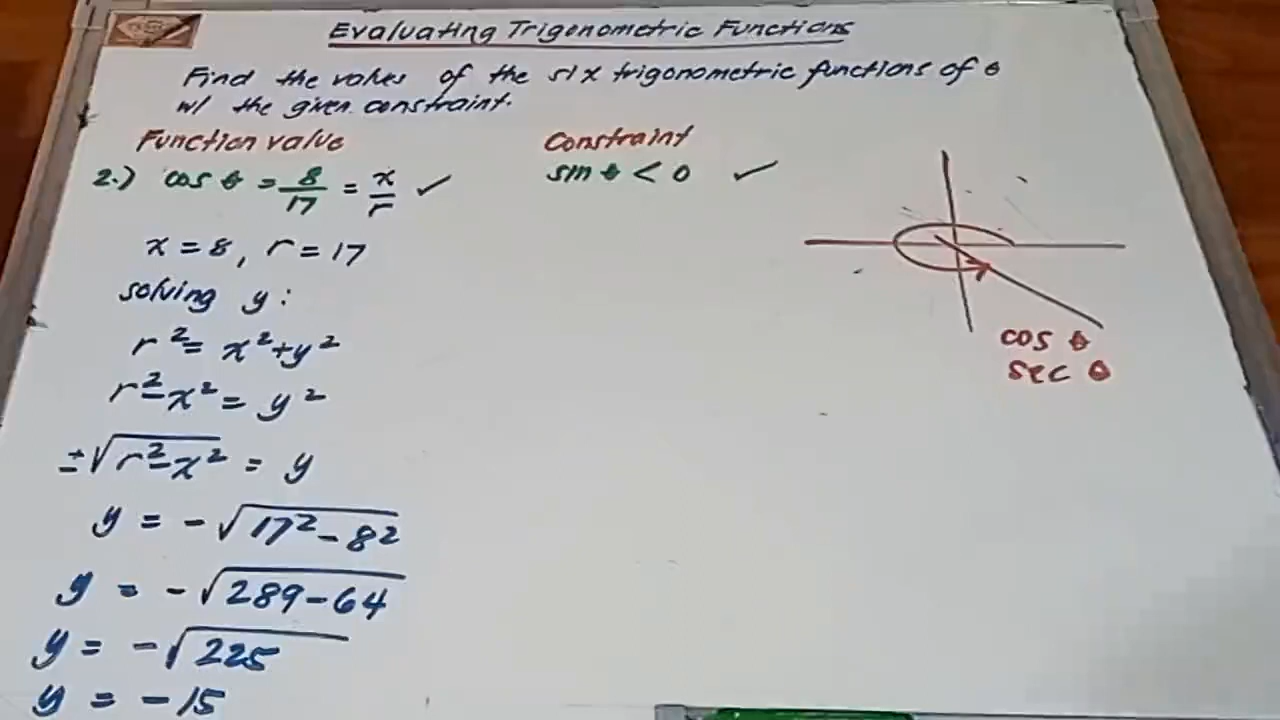 Evaluating Trigonometric Functions
Find the values of the six trigonometric functions of θ
w/ the given constraint.
Function value Constraint
2.) cos θ = 8/17 = x/r ✓ sin θ < 0 ✓
x = 8, r = 17
solving y:
r² = x² + y²
r² - x² = y²
±√(r² - x²) = y
y = -√(17² - 8²)
y = -√(289 - 64)
y = -√225
y = -15
cos θ
sec θ